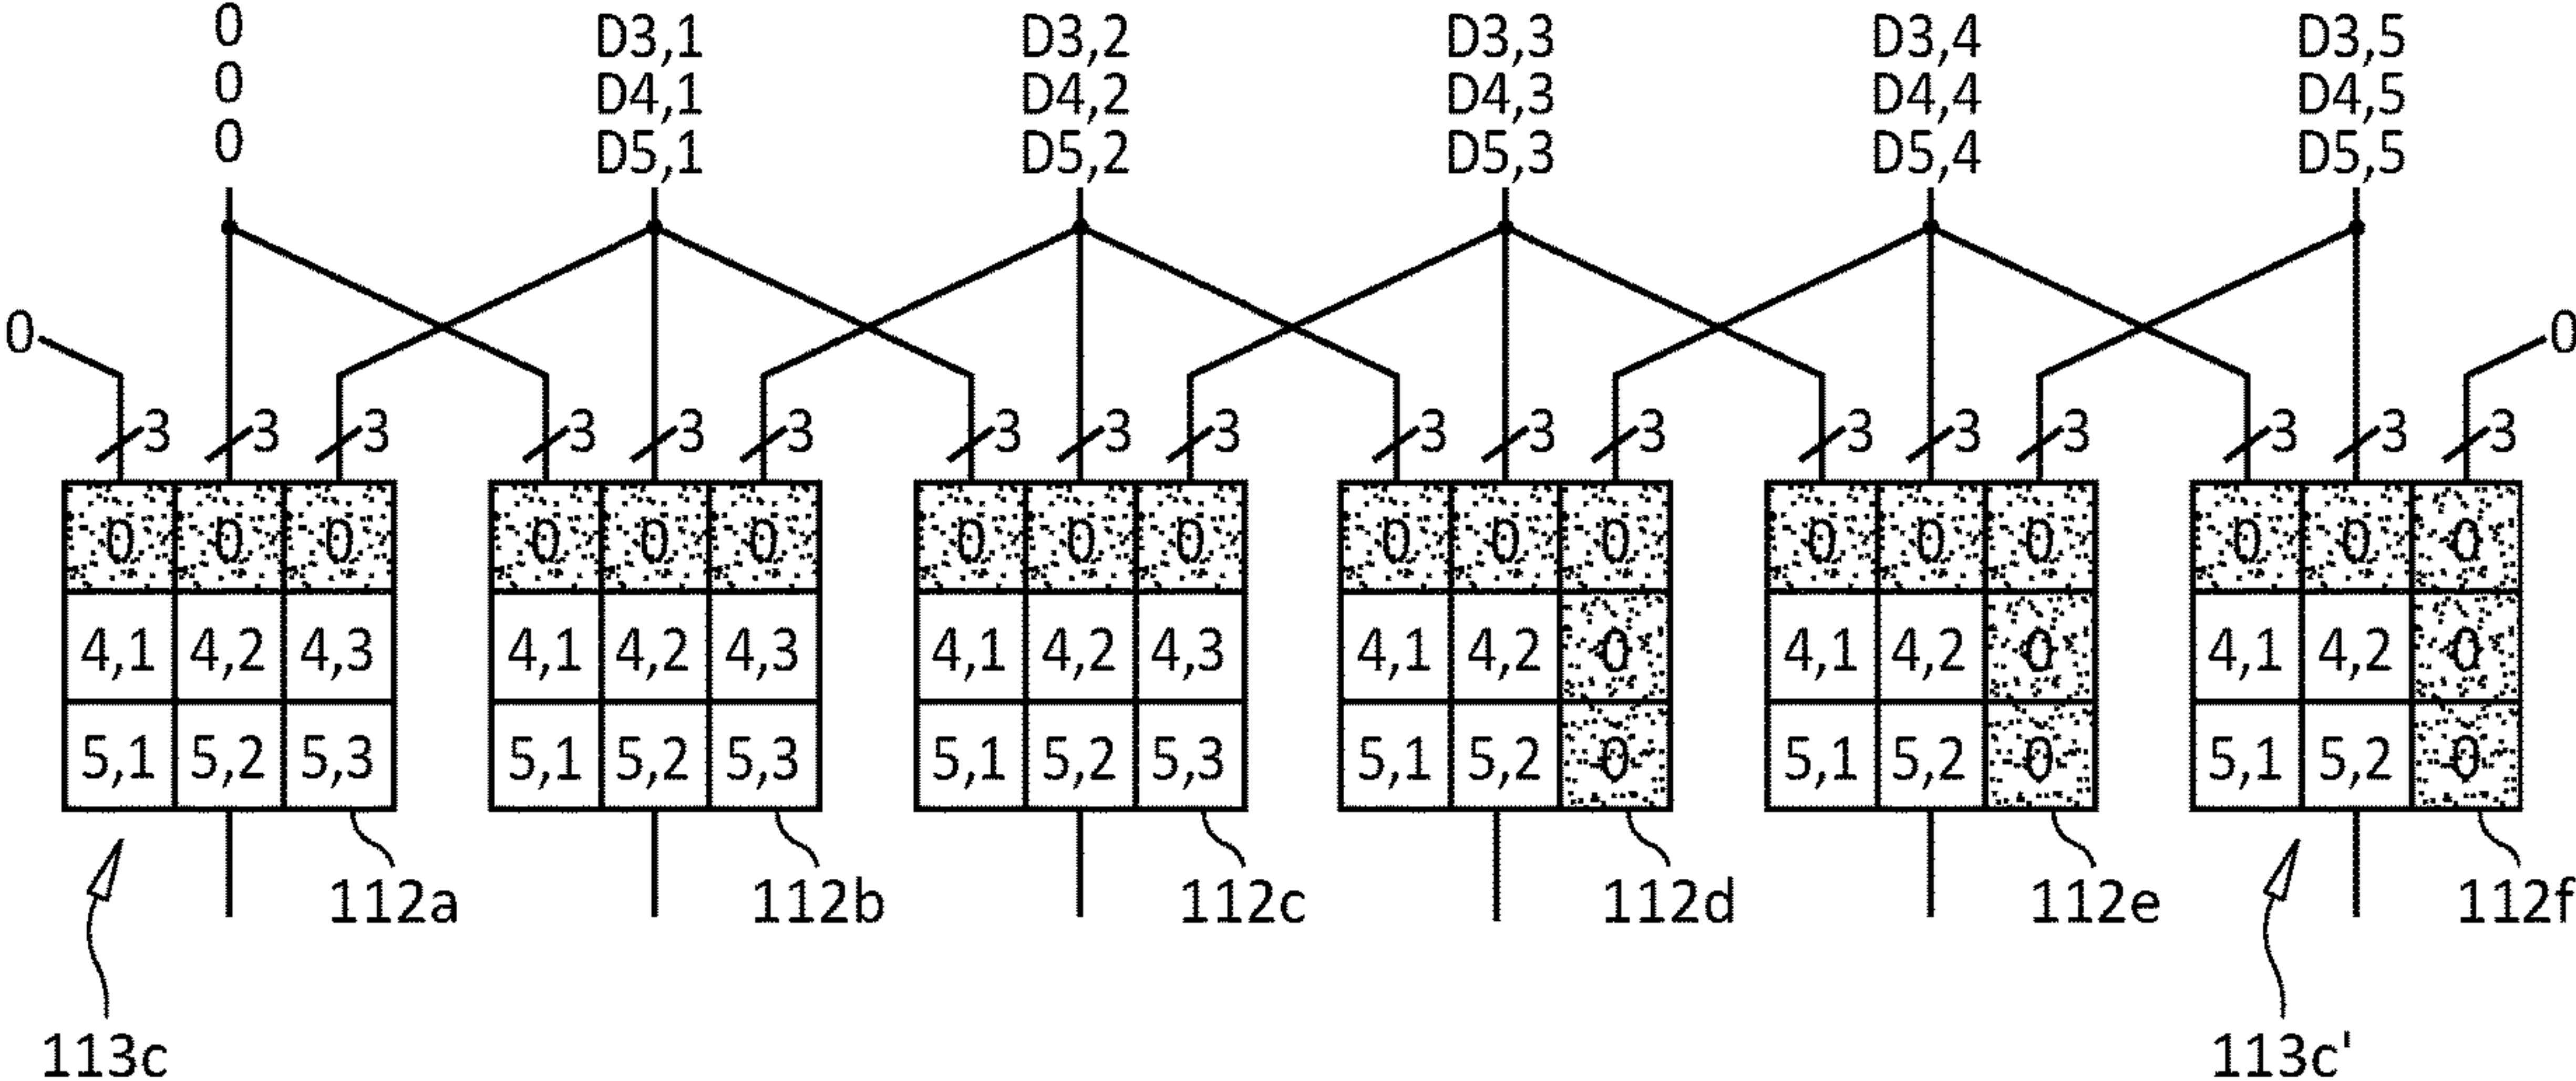 0 D3,1 D3,2 D3,3 D3,4 D3,5
0 D4,1 D4,2 D4,3 D4,4 D4,5
0 D5,1 D5,2 D5,3 D5,4 D5,5
0 0
3 3 3 3 3 3 3 3 3 3 3 3 3 3 3 3 3 3
0 0 0 0 0 0 0 0 0 0 0 0 0 0 0 0 0 0
4,1 4,2 4,3 4,1 4,2 4,3 4,1 4,2 4,3 4,1 4,2 0 4,1 4,2 0 4,1 4,2 0
5,1 5,2 5,3 5,1 5,2 5,3 5,1 5,2 5,3 5,1 5,2 0 5,1 5,2 0 5,1 5,2 0
112a 112b 112c 112d 112e 112f
113c 113c'